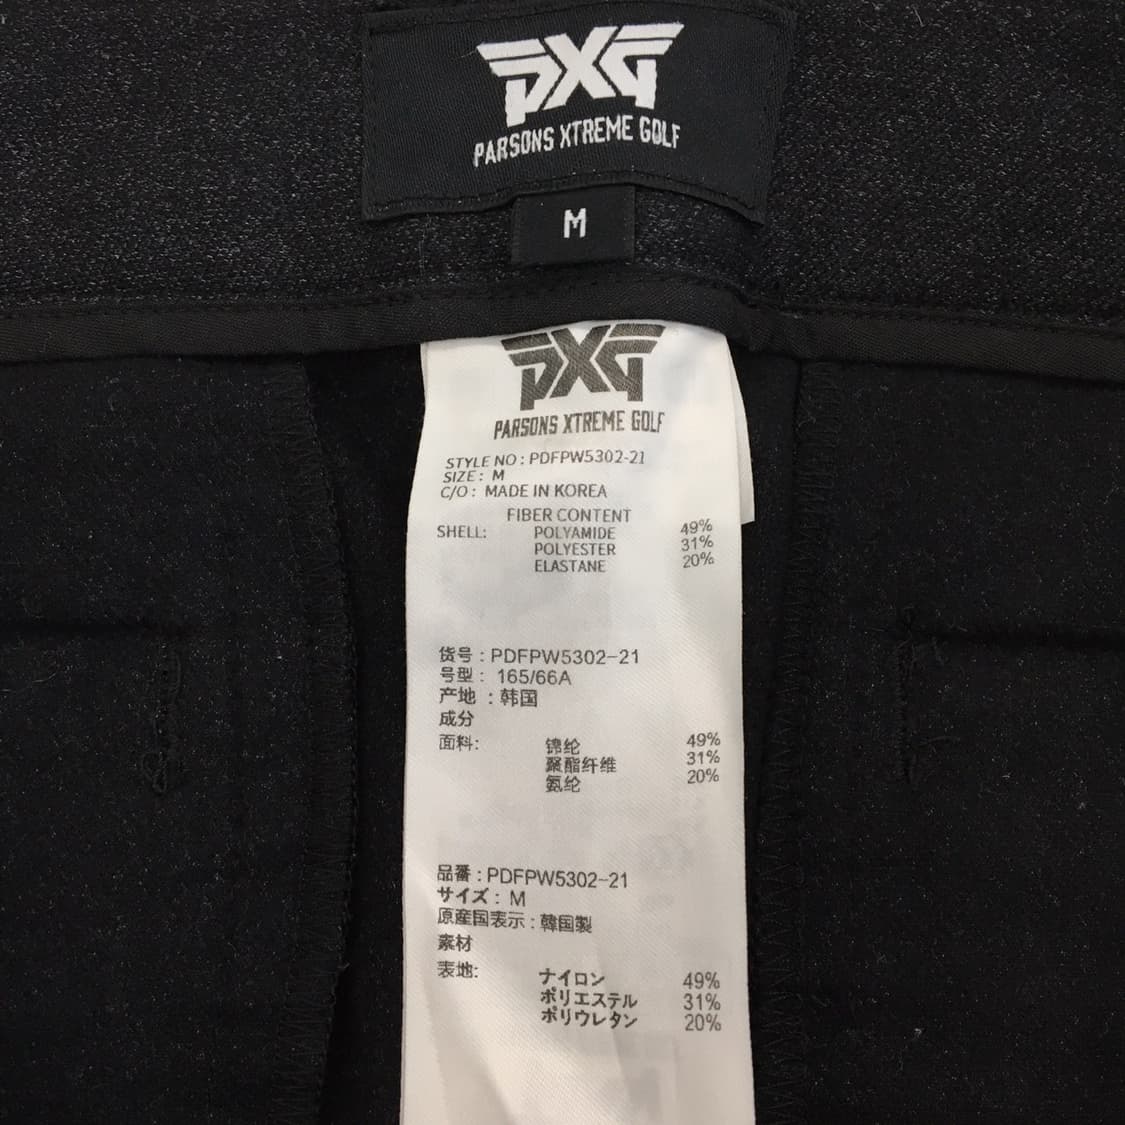 PXG
PARSONS XTREME GOLF
M
PXG
PARSONS XTREME GOLF
STYLE NO : PDFPW5302-21
SIZE : M
C/O : MADE IN KOREA
FIBER CONTENT
SHELL: POLYAMIDE 49%
POLYESTER 31%
ELASTANE 20%
货号 : PDFPW5302-21
号型 : 165/66A
产地 : 韩国
成分
面料: 锦纶 49%
聚酯纤维 31%
氨纶 20%
品番 : PDFPW5302-21
サイズ : M
原産国表示 : 韓国製
素材
表地: ナイロン 49%
ポリエステル 31%
ポリウレタン 20%